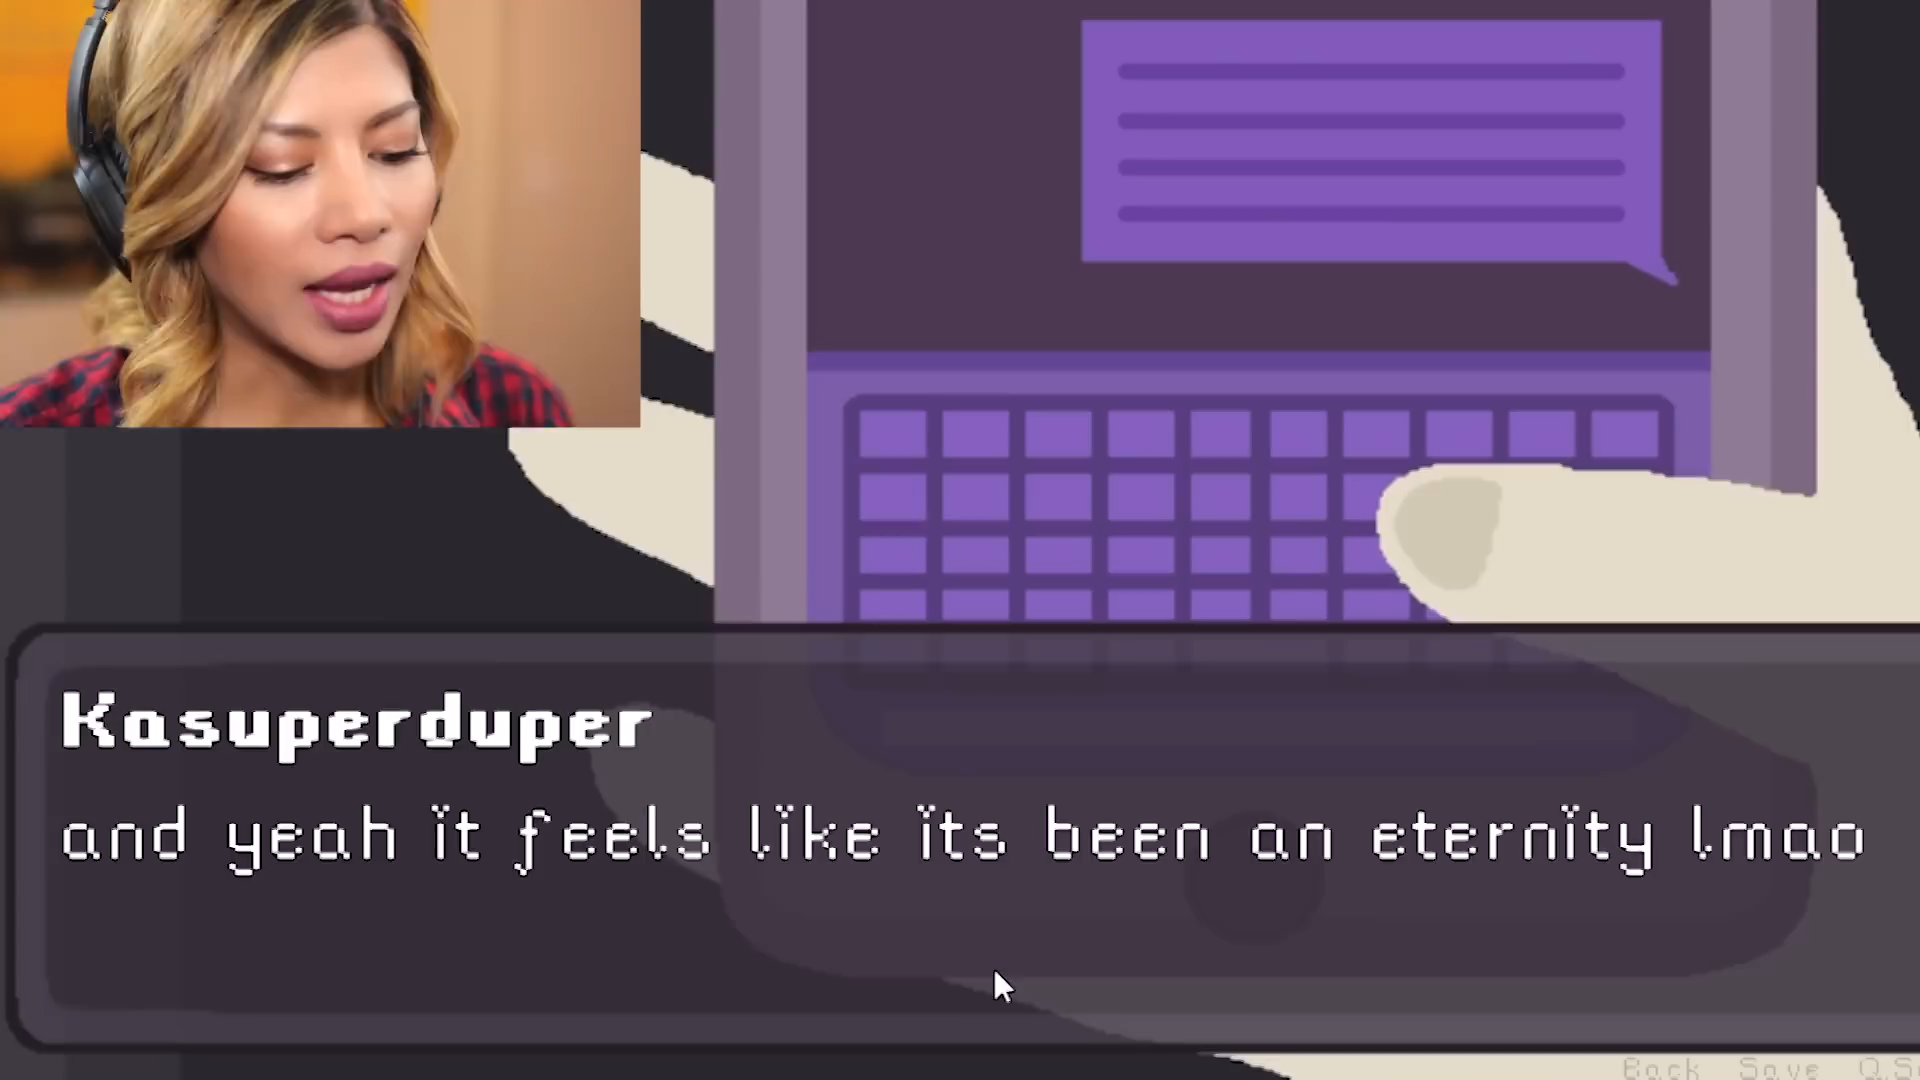 Kasuperduper
and yeah it feels like its been an eternity lmao
Back Save Q.S